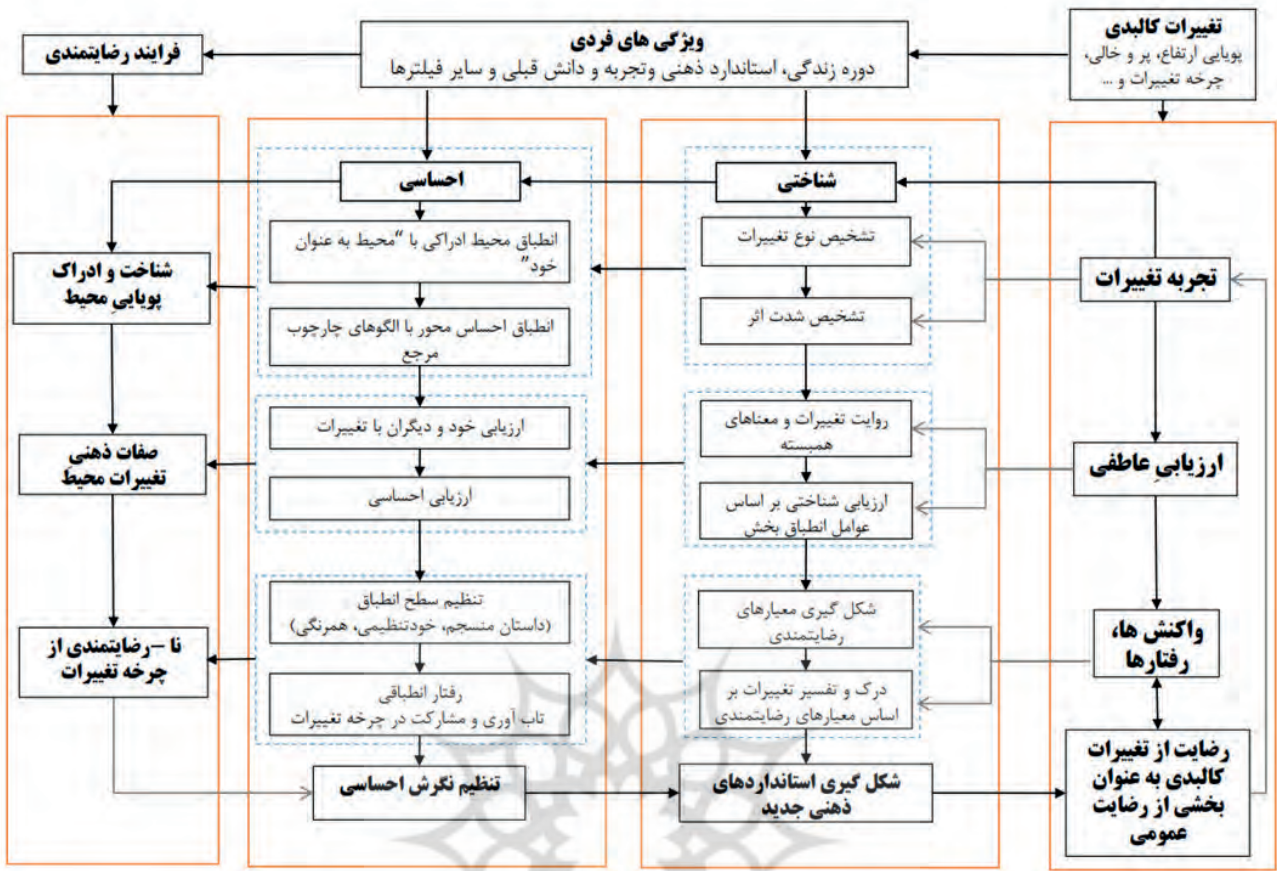 تغییرات کالبدی
پویایی ارتفاع، پر و خالی،
چرخه تغییرات و ...
ویژگی های فردی
دوره زندگی، استاندارد ذهنی وتجربه و دانش قبلی و سایر فیلترها
فرایند رضایتمندی
تجربه تغییرات
ارزیابیِ عاطفی
واکنش ها،
رفتارها
رضایت از تغییرات
کالبدی به عنوان
بخشی از رضایت
عمومی
شناختی
تشخیص نوع تغییرات
تشخیص شدت اثر
روایت تغییرات و معناهای
همبسته
ارزیابی شناختی بر اساس
عوامل انطباق بخش
شکل گیری معیارهای
رضایتمندی
درک و تفسیر تغییرات بر
اساس معیارهای رضایتمندی
شکل گیری استانداردهای
ذهنی جدید
احساسی
انطباق محیط ادراکی با “محیط به عنوان
خود”
انطباق احساس محور با الگوهای چارچوب
مرجع
ارزیابی خود و دیگران با تغییرات
ارزیابی احساسی
تنظیم سطح انطباق
(داستان منسجم، خودتنظیمی، همرنگی)
رفتار انطباقی
تاب آوری و مشارکت در چرخه تغییرات
تنظیم نگرش احساسی
شناخت و ادراک
پویاییِ محیط
صفات ذهنیِ
تغییرات محیط
نا –رضایتمندی از
چرخه تغییرات